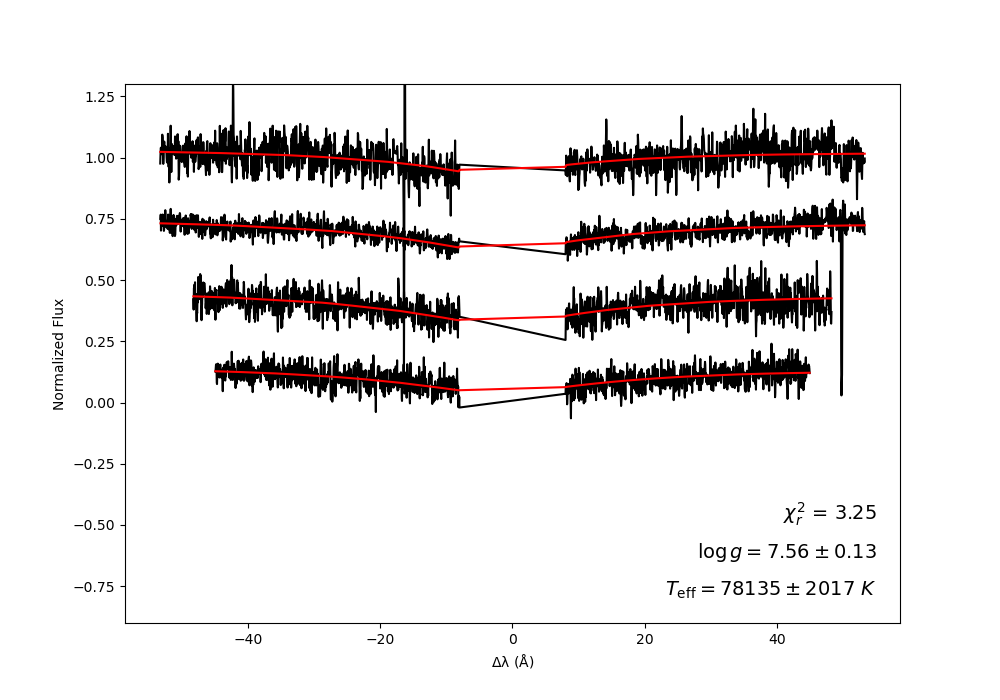 1.25
1.00
0.75
0.50
0.25
0.00
−0.25
−0.50
−0.75
Normalized Flux
χ²ᵣ = 3.25
log g = 7.56 ± 0.13
T_eff = 78135 ± 2017 K
−40 −20 0 20 40
Δλ (Å)